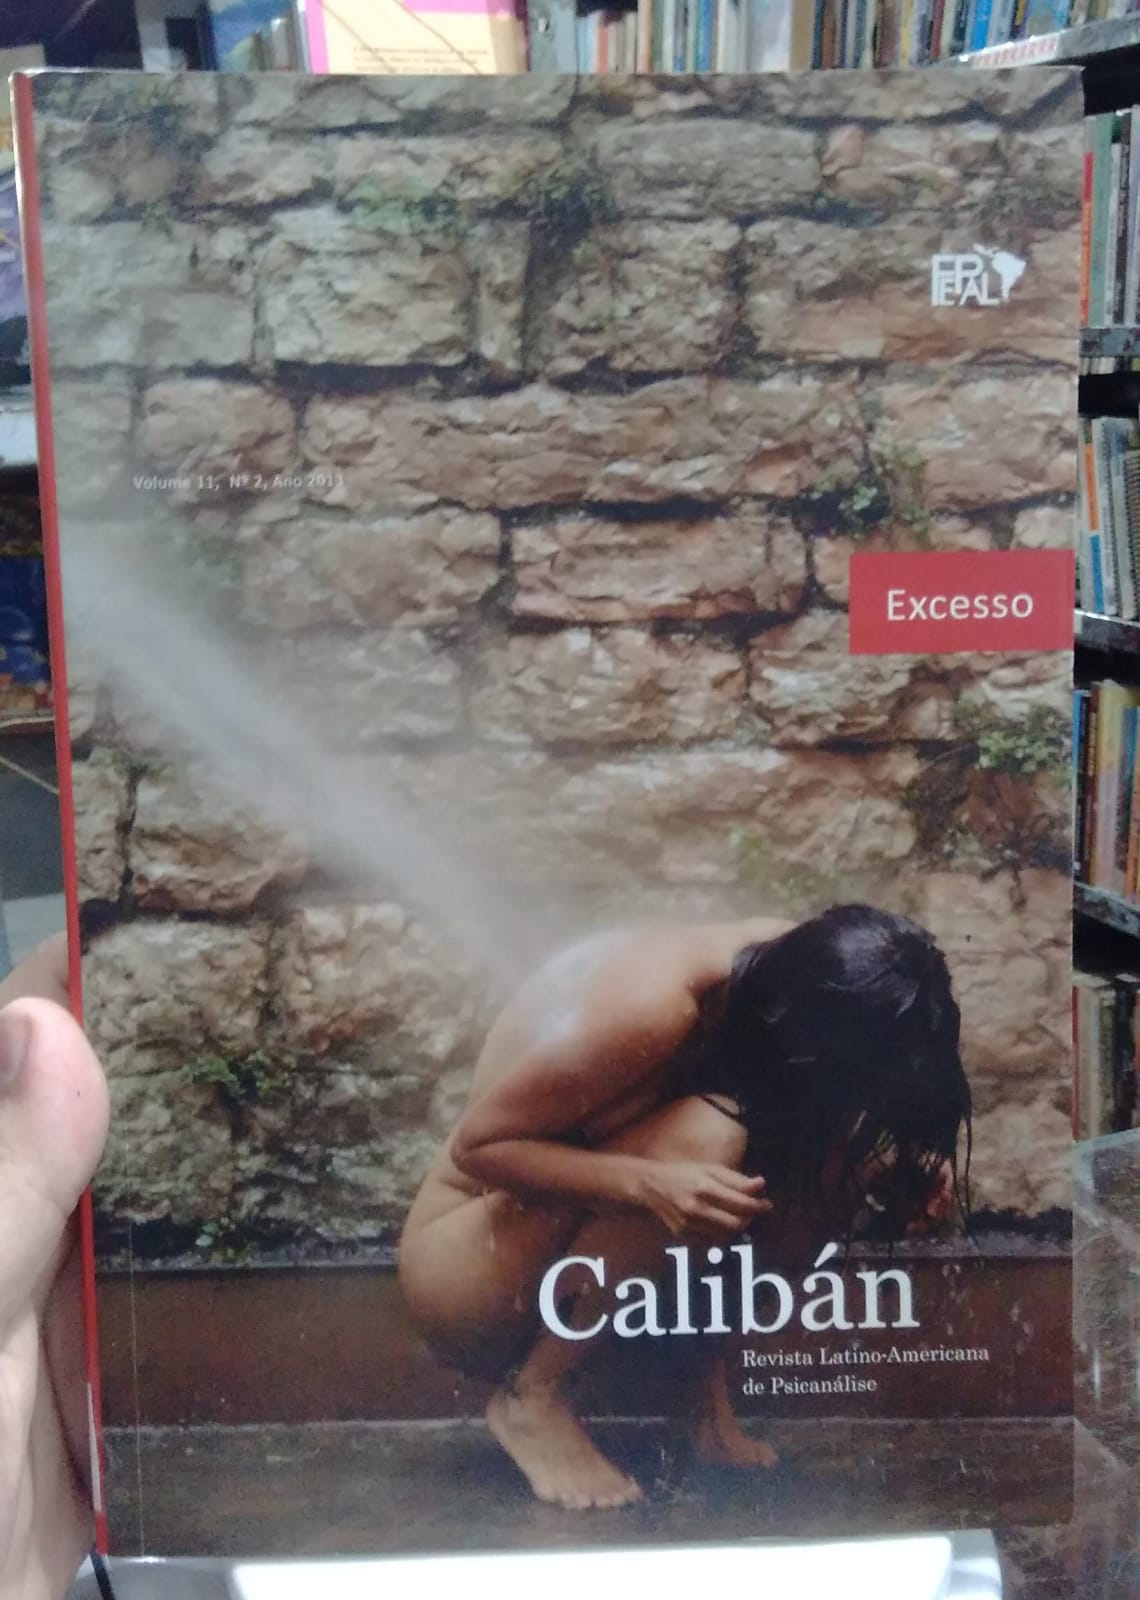 FEPAL
Volume 11, Nº 2, Ano 2013
Excesso
Calibán
Revista Latino-Americana
de Psicanálise